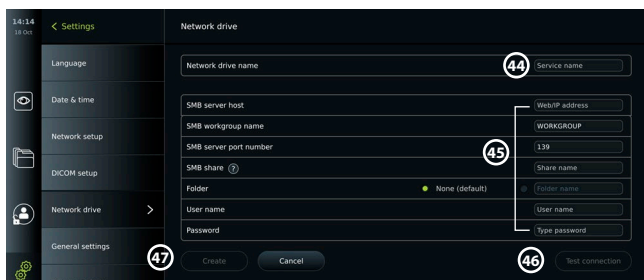 14:14
18 Oct
Settings
Network drive
Language
Network drive name
44
Service name
Date & time
SMB server host
Web/IP address
SMB workgroup name
WORKGROUP
Network setup
SMB server port number
45
139
SMB share ?
Share name
DICOM setup
Folder
None (default)
Folder name
Network drive
User name
User name
Password
Type password
General settings
47
Create
Cancel
46
Test connection